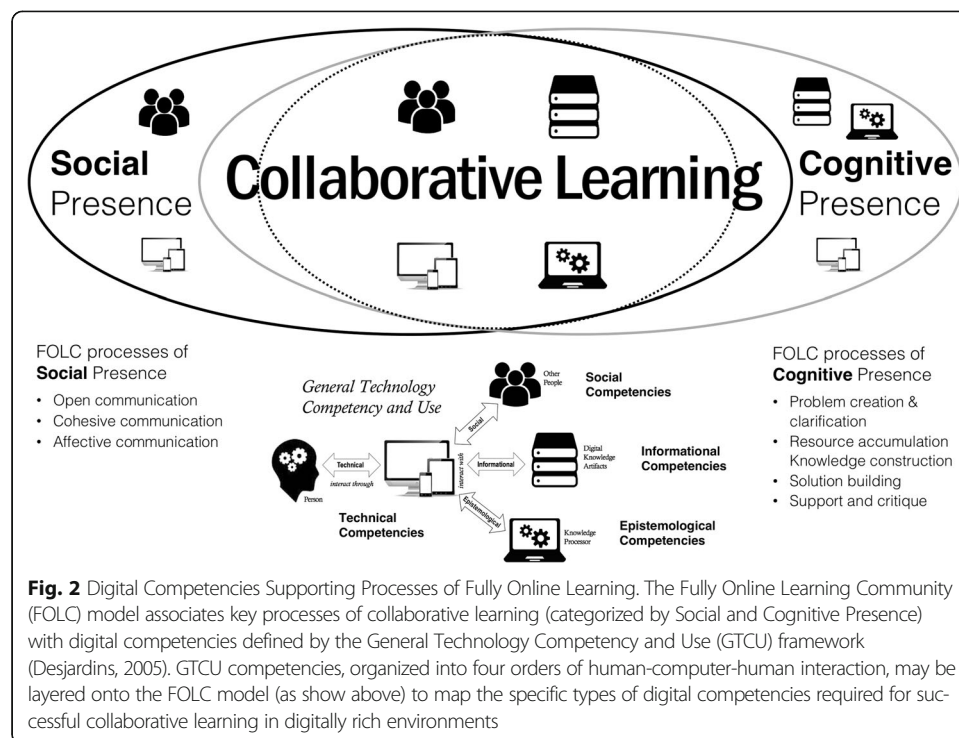 Social
Presence
Collaborative Learning
Cognitive
Presence
FOLC processes of
Social Presence
• Open communication
• Cohesive communication
• Affective communication
General Technology
Competency and Use
Other
People
Social
Competencies
Social
Person
Technical
interact through
interact with
Informational
Digital
Knowledge
Artifacts
Informational
Competencies
Technical
Competencies
Epistemological
Knowledge
Processor
Epistemological
Competencies
FOLC processes of
Cognitive Presence
• Problem creation &
clarification
• Resource accumulation
Knowledge construction
• Solution building
• Support and critique
Fig. 2 Digital Competencies Supporting Processes of Fully Online Learning. The Fully Online Learning Community
(FOLC) model associates key processes of collaborative learning (categorized by Social and Cognitive Presence)
with digital competencies defined by the General Technology Competency and Use (GTCU) framework
(Desjardins, 2005). GTCU competencies, organized into four orders of human-computer-human interaction, may be
layered onto the FOLC model (as show above) to map the specific types of digital competencies required for suc-
cessful collaborative learning in digitally rich environments